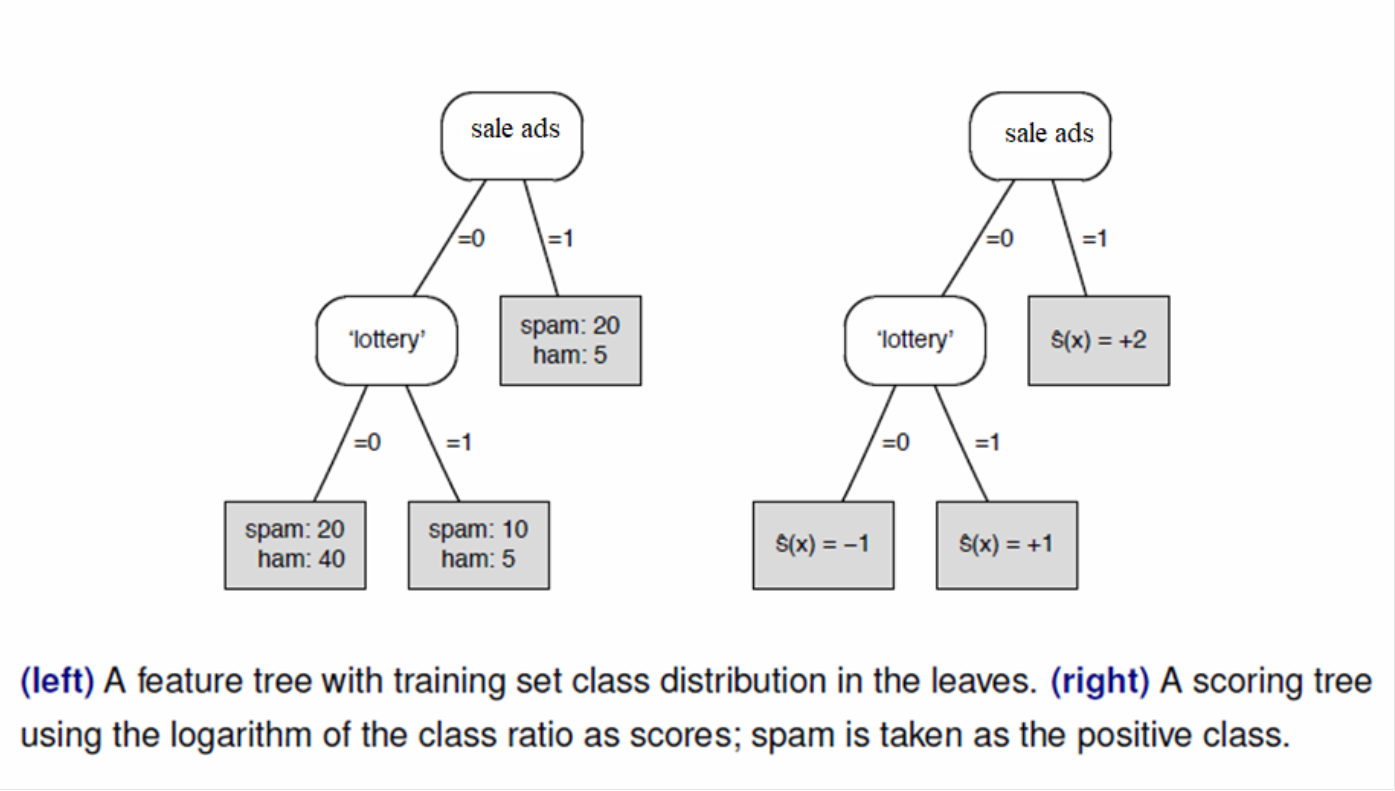 sale ads
sale ads
=0
=1
=0
=1
'lottery'
spam: 20
ham: 5
'lottery'
ŝ(x) = +2
=0
=1
=0
=1
spam: 20
ham: 40
spam: 10
ham: 5
ŝ(x) = −1
ŝ(x) = +1
(left) A feature tree with training set class distribution in the leaves. (right) A scoring tree
using the logarithm of the class ratio as scores; spam is taken as the positive class.